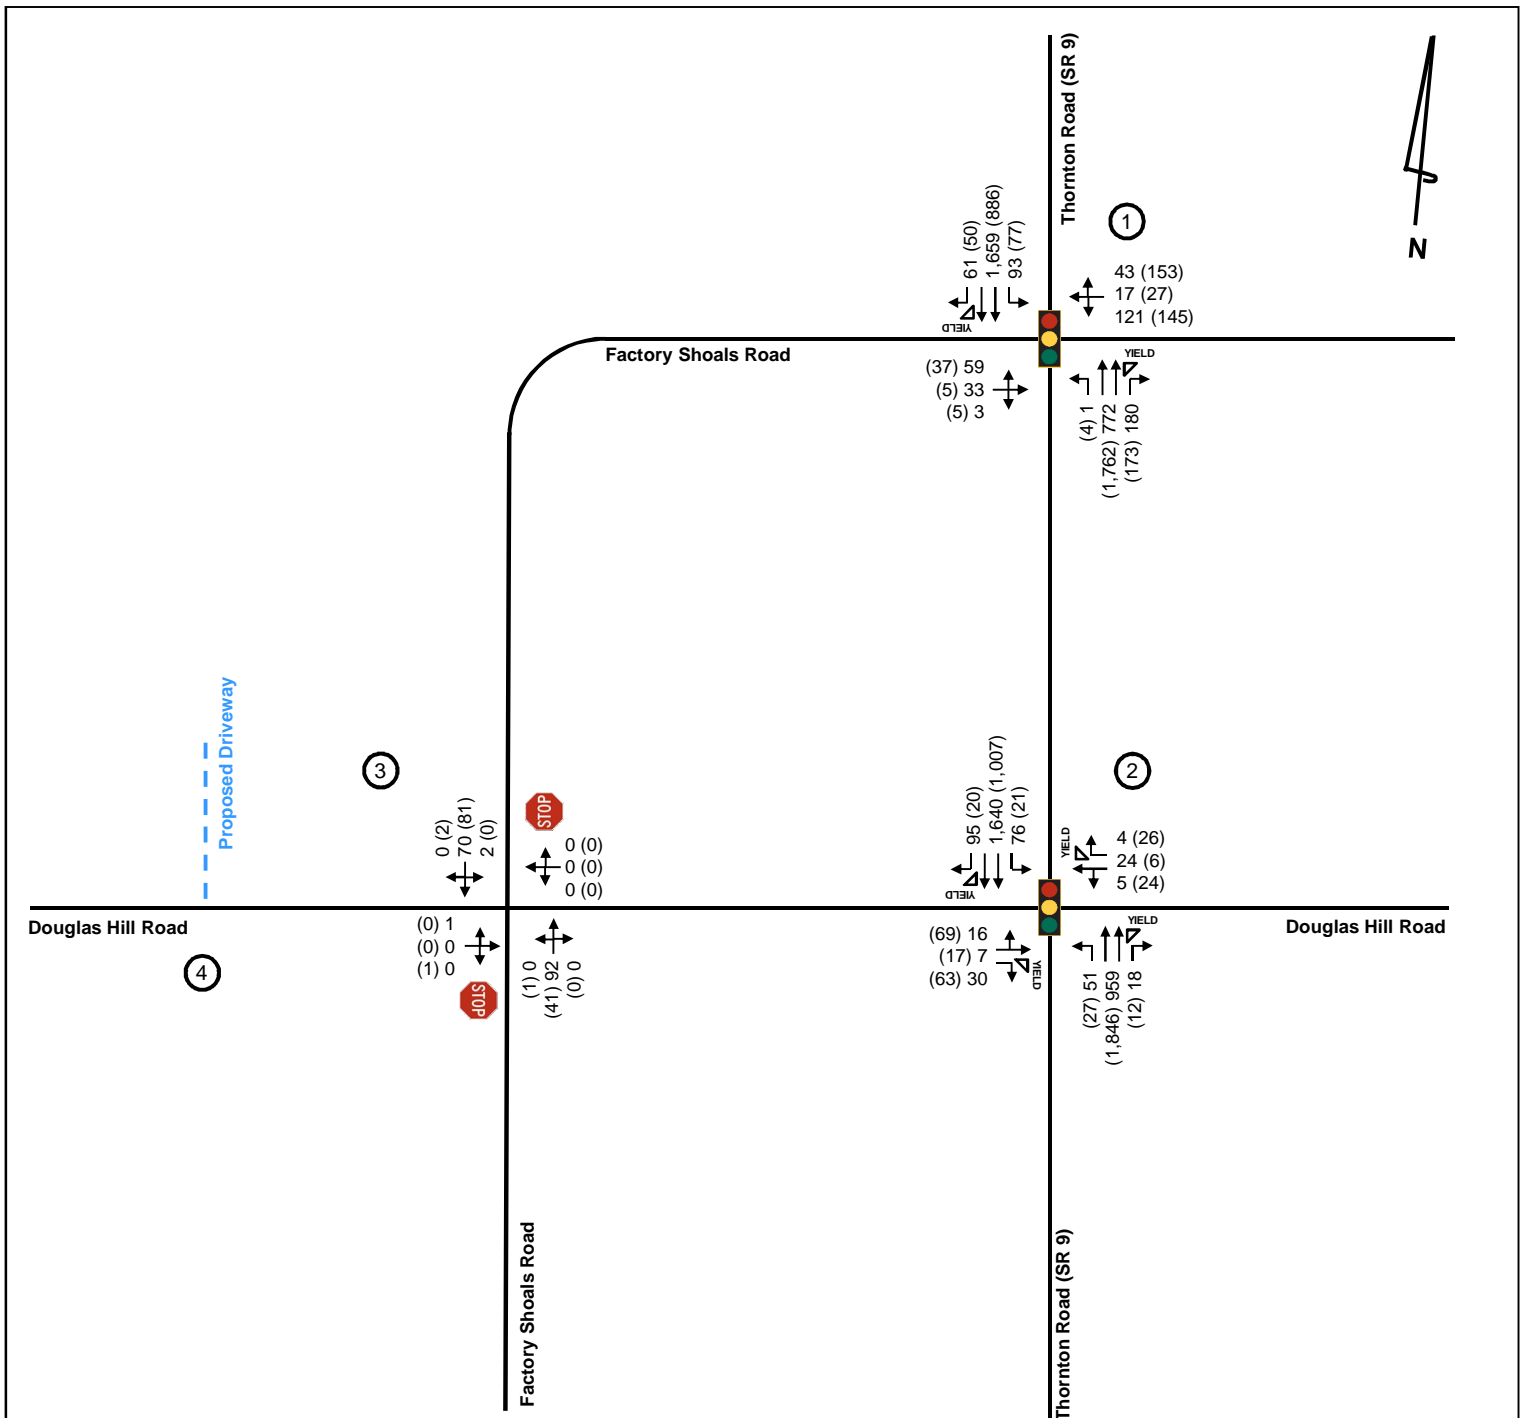 Thornton Road (SR 9)
N
1
61 (50)
1,659 (886)
93 (77)
YIELD
43 (153)
17 (27)
121 (145)
Factory Shoals Road
(37) 59
(5) 33
(5) 3
YIELD
(4) 1
(1,762) 772
(173) 180
Proposed Driveway
3
2
0 (2)
70 (81)
2 (0)
STOP
0 (0)
0 (0)
0 (0)
95 (20)
1,640 (1,007)
76 (21)
YIELD
YIELD
4 (26)
24 (6)
5 (24)
Douglas Hill Road
4
(0) 1
(0) 0
(1) 0
STOP
(1) 0
(41) 92
(0) 0
(69) 16
(17) 7
(63) 30
YIELD
YIELD
(27) 51
(1,846) 959
(12) 18
Douglas Hill Road
Factory Shoals Road
Thornton Road (SR 9)